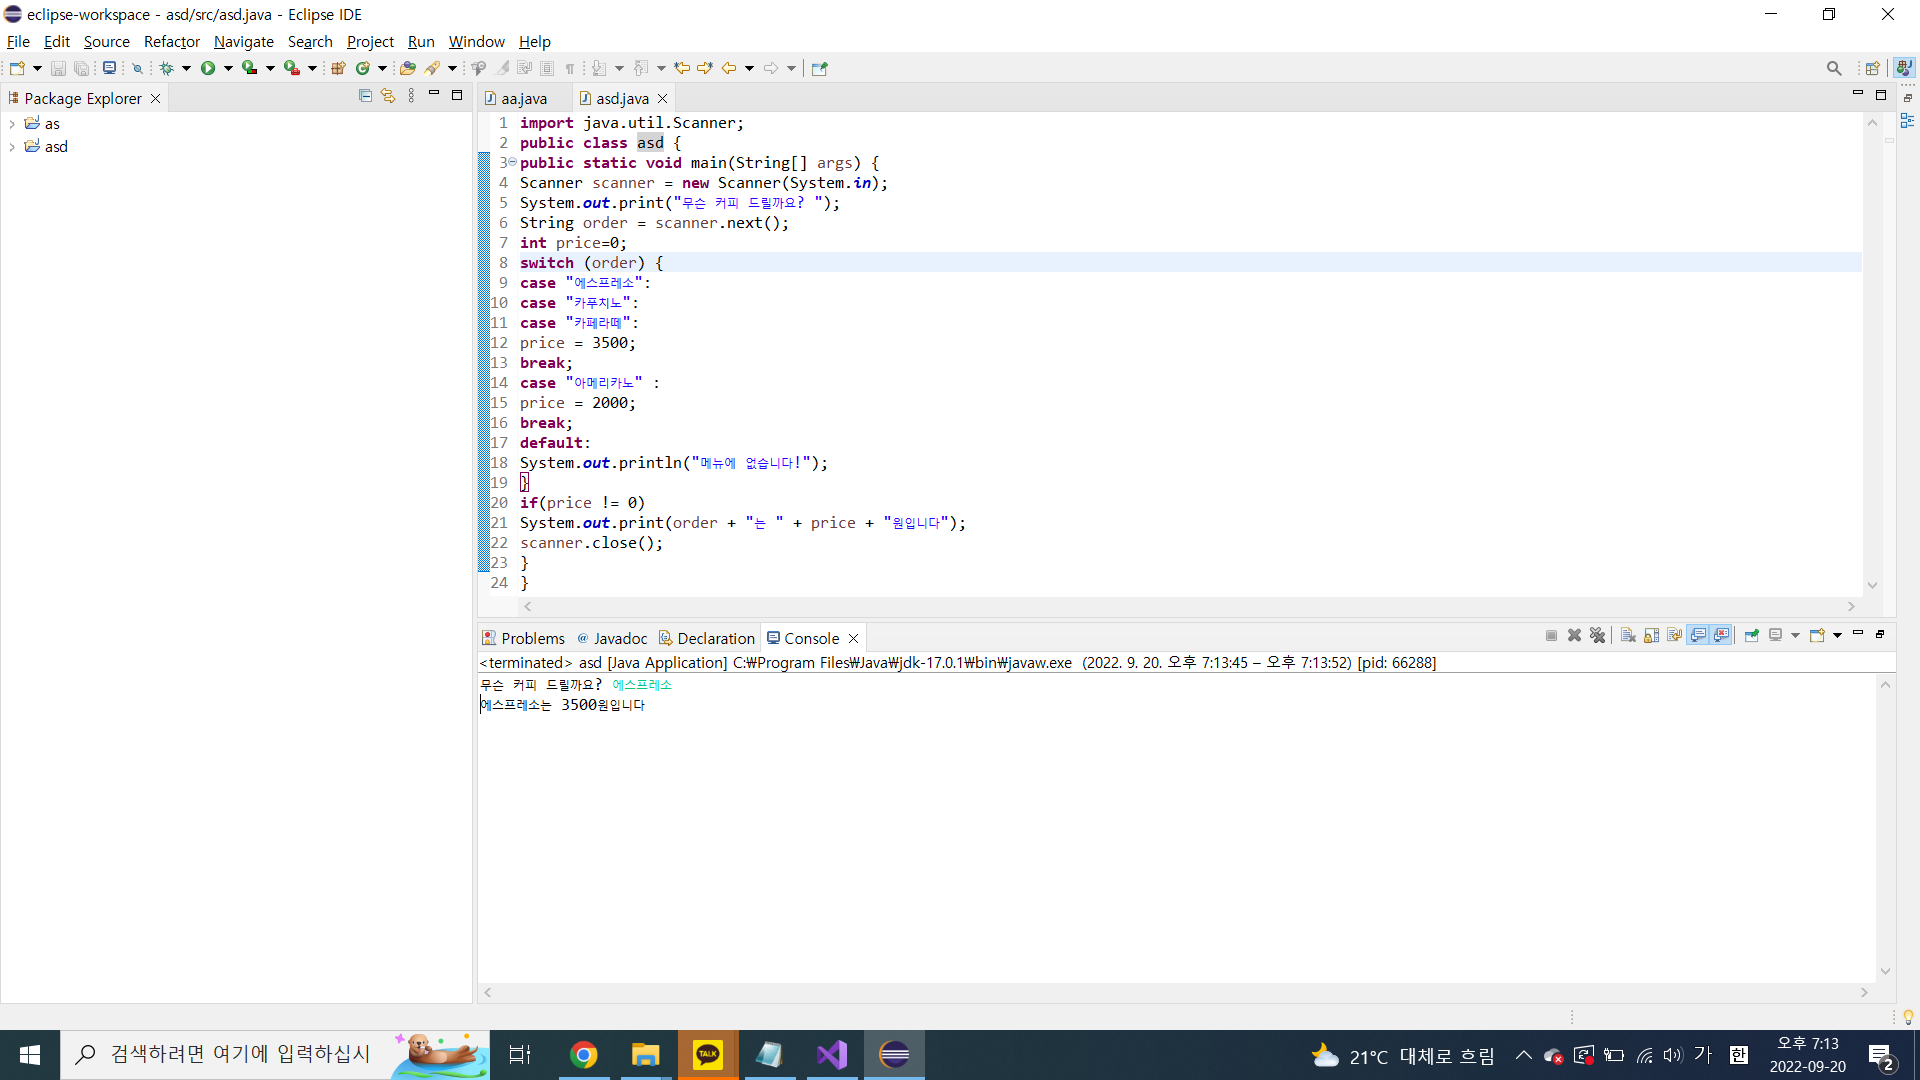 eclipse-workspace - asd/src/asd.java - Eclipse IDE
File Edit Source Refactor Navigate Search Project Run Window Help
Package Explorer
as
asd
aa.java asd.java
1 import java.util.Scanner;
2 public class asd {
3 public static void main(String[] args) {
4 Scanner scanner = new Scanner(System.in);
5 System.out.print("무슨 커피 드릴까요? ");
6 String order = scanner.next();
7 int price=0;
8 switch (order) {
9 case "에스프레소":
10 case "카푸치노":
11 case "카페라떼":
12 price = 3500;
13 break;
14 case "아메리카노" :
15 price = 2000;
16 break;
17 default:
18 System.out.println("메뉴에 없습니다!");
19 }
20 if(price != 0)
21 System.out.print(order + "는 " + price + "원입니다");
22 scanner.close();
23 }
24 }
Problems Javadoc Declaration Console
<terminated> asd [Java Application] C:₩Program Files₩Java₩jdk-17.0.1₩bin₩javaw.exe (2022. 9. 20. 오후 7:13:45 – 오후 7:13:52) [pid: 66288]
무슨 커피 드릴까요? 에스프레소
에스프레소는 3500원입니다
검색하려면 여기에 입력하십시
TALK
21°C 대체로 흐림
가
한
오후 7:13
2022-09-20
2